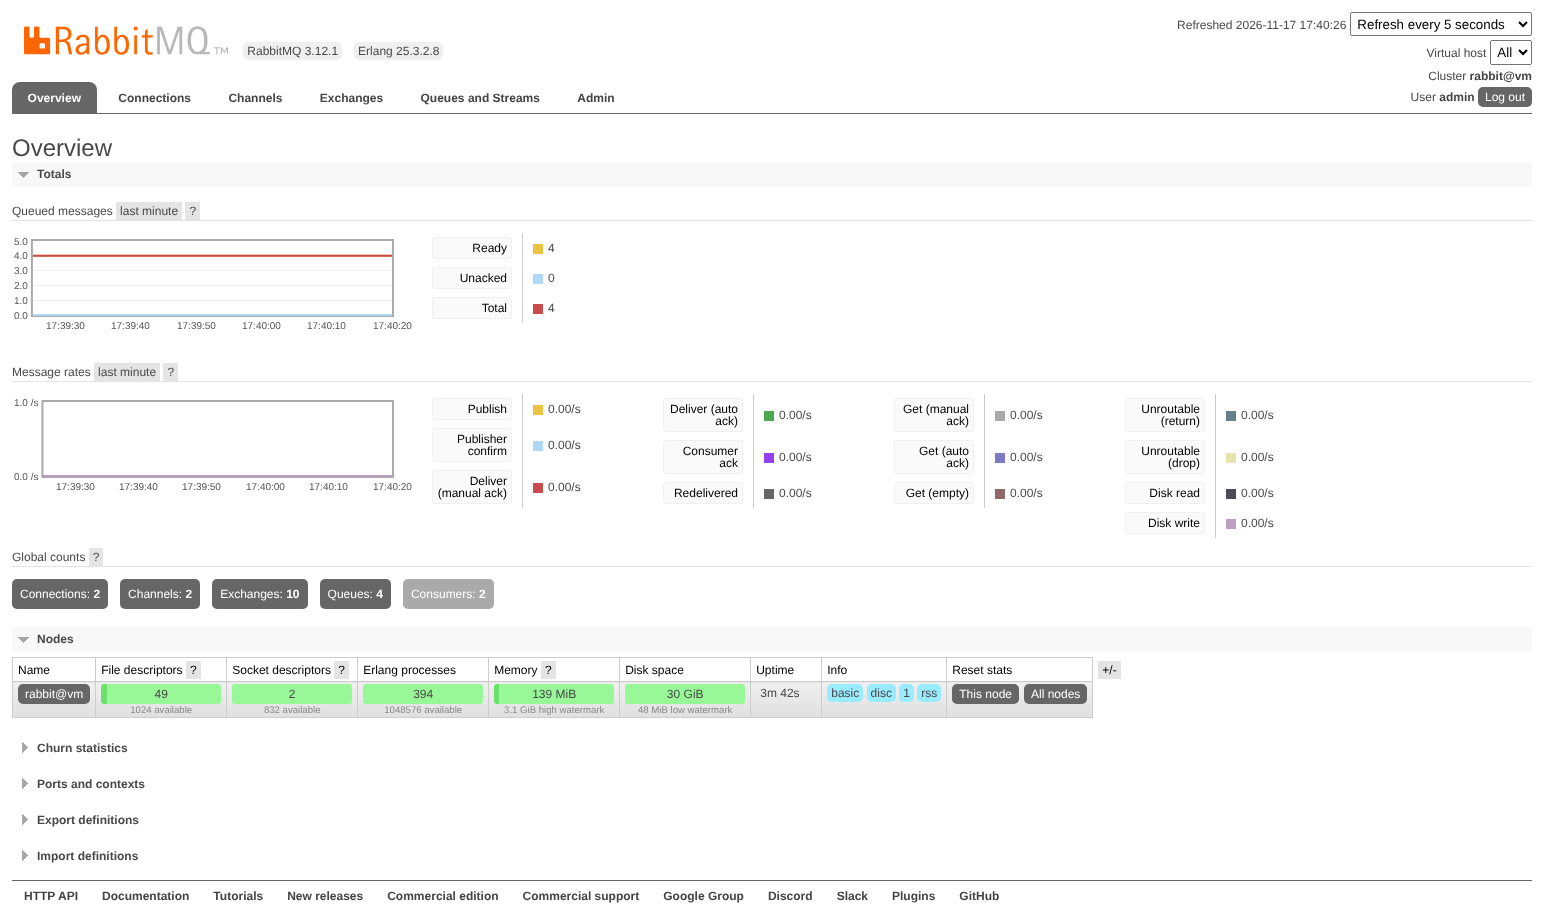 Refreshed 2026-11-17 17:40:26 Refresh every 5 seconds
RabbitMQ TM RabbitMQ 3.12.1 Erlang 25.3.2.8
Virtual host All
Cluster rabbit@vm
User admin Log out
Overview Connections Channels Exchanges Queues and Streams Admin
Overview
Totals
Queued messages last minute ?
5.0
4.0
3.0
2.0
1.0
0.0
17:39:30 17:39:40 17:39:50 17:40:00 17:40:10 17:40:20
Ready 4
Unacked 0
Total 4
Message rates last minute ?
1.0 /s
0.0 /s
17:39:30 17:39:40 17:39:50 17:40:00 17:40:10 17:40:20
Publish 0.00/s
Publisher
confirm 0.00/s
Deliver
(manual ack) 0.00/s
Deliver (auto
ack) 0.00/s
Consumer
ack 0.00/s
Redelivered 0.00/s
Get (manual
ack) 0.00/s
Get (auto
ack) 0.00/s
Get (empty) 0.00/s
Unroutable
(return) 0.00/s
Unroutable
(drop) 0.00/s
Disk read 0.00/s
Disk write 0.00/s
Global counts ?
Connections: 2 Channels: 2 Exchanges: 10 Queues: 4 Consumers: 2
Nodes
Name File descriptors ? Socket descriptors ? Erlang processes Memory ? Disk space Uptime Info Reset stats +/-
rabbit@vm 49 2 394 139 MiB 30 GiB 3m 42s basic disc 1 rss This node All nodes
1024 available 832 available 1048576 available 3.1 GiB high watermark 48 MiB low watermark
Churn statistics
Ports and contexts
Export definitions
Import definitions
HTTP API Documentation Tutorials New releases Commercial edition Commercial support Google Group Discord Slack Plugins GitHub